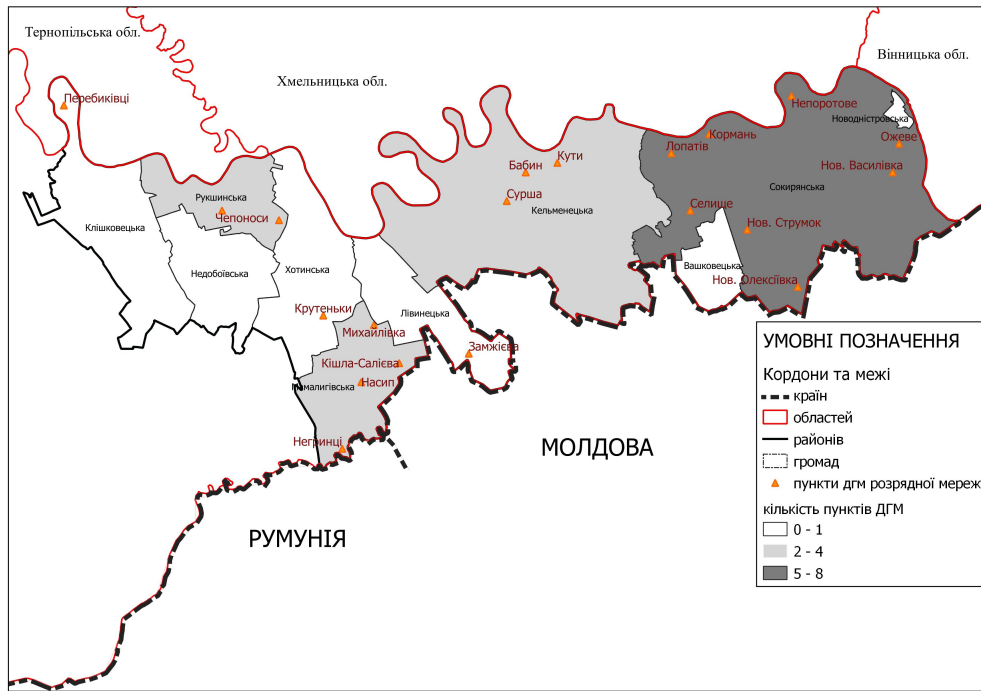 Тернопільська обл.
Хмельницька обл.
Вінницька обл.
Перебиківці
Непоротове
Новодністровська
Кормань
Ожеве
Лопатів
Кути
Бабин
Нов. Василівка
Сокирянська
Рукшинська
Сурша
Кельменецька
Чепоноси
Селище
Клішковецька
Нов. Струмок
Недобоївська
Хотинська
Вашковецька
Нов. Олексіївка
Крутеньки
Лівинецька
Михайлівка
Замжієва
Кішла-Салієва
Мамалигівська
Насип
Негринці
МОЛДОВА
РУМУНІЯ
УМОВНІ ПОЗНАЧЕННЯ
Кордони та межі
країн
областей
районів
громад
пункти дгм розрядної мереж
кількість пунктів ДГМ
0 - 1
2 - 4
5 - 8